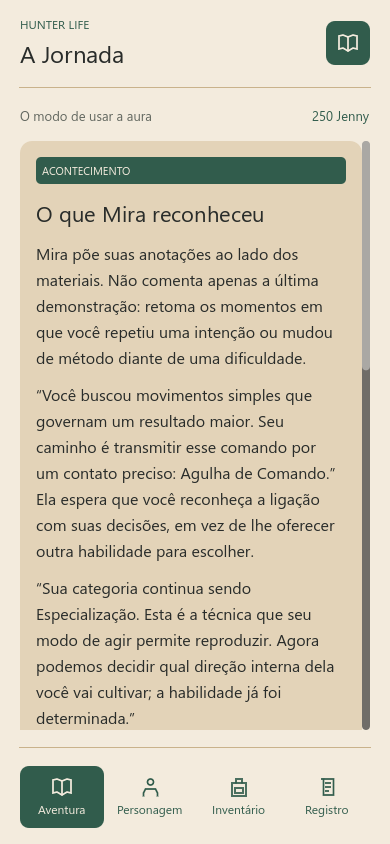 HUNTER LIFE
A Jornada
O modo de usar a aura
250 Jenny
ACONTECIMENTO
O que Mira reconheceu
Mira põe suas anotações ao lado dos
materiais. Não comenta apenas a última
demonstração: retoma os momentos em
que você repetiu uma intenção ou mudou
de método diante de uma dificuldade.
“Você buscou movimentos simples que
governam um resultado maior. Seu
caminho é transmitir esse comando por
um contato preciso: Agulha de Comando.”
Ela espera que você reconheça a ligação
com suas decisões, em vez de lhe oferecer
outra habilidade para escolher.
“Sua categoria continua sendo
Especialização. Esta é a técnica que seu
modo de agir permite reproduzir. Agora
podemos decidir qual direção interna dela
você vai cultivar; a habilidade já foi
determinada.”
Aventura
Personagem
Inventário
Registro